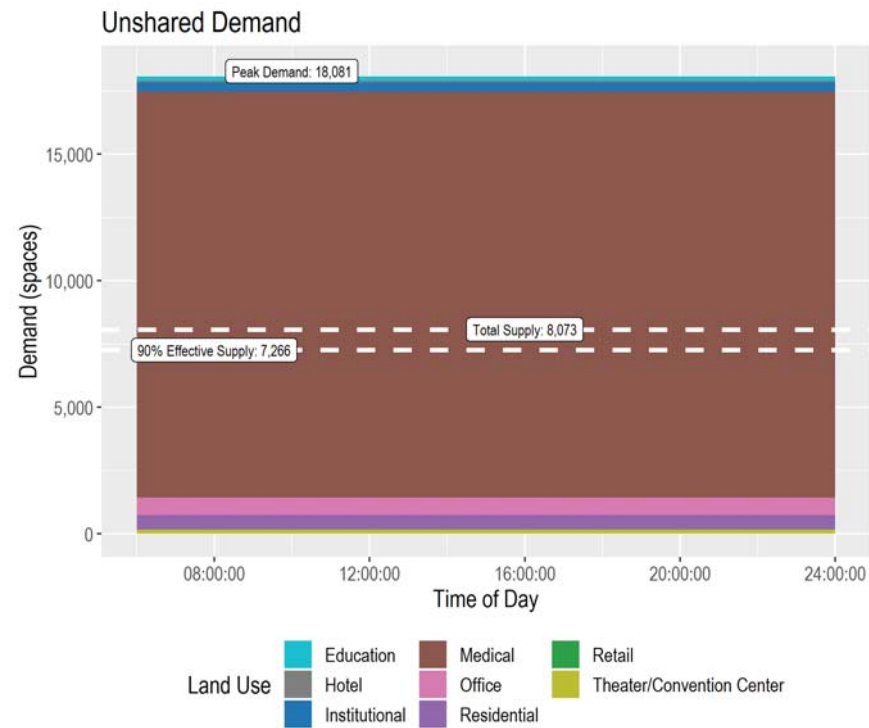 Unshared Demand
Peak Demand: 18,081
15,000
10,000
Total Supply: 8,073
90% Effective Supply: 7,266
5,000
0
Demand (spaces)
08:00:00 12:00:00 16:00:00 20:00:00 24:00:00
Time of Day
Land Use
Education Medical Retail
Hotel Office Theater/Convention Center
Institutional Residential